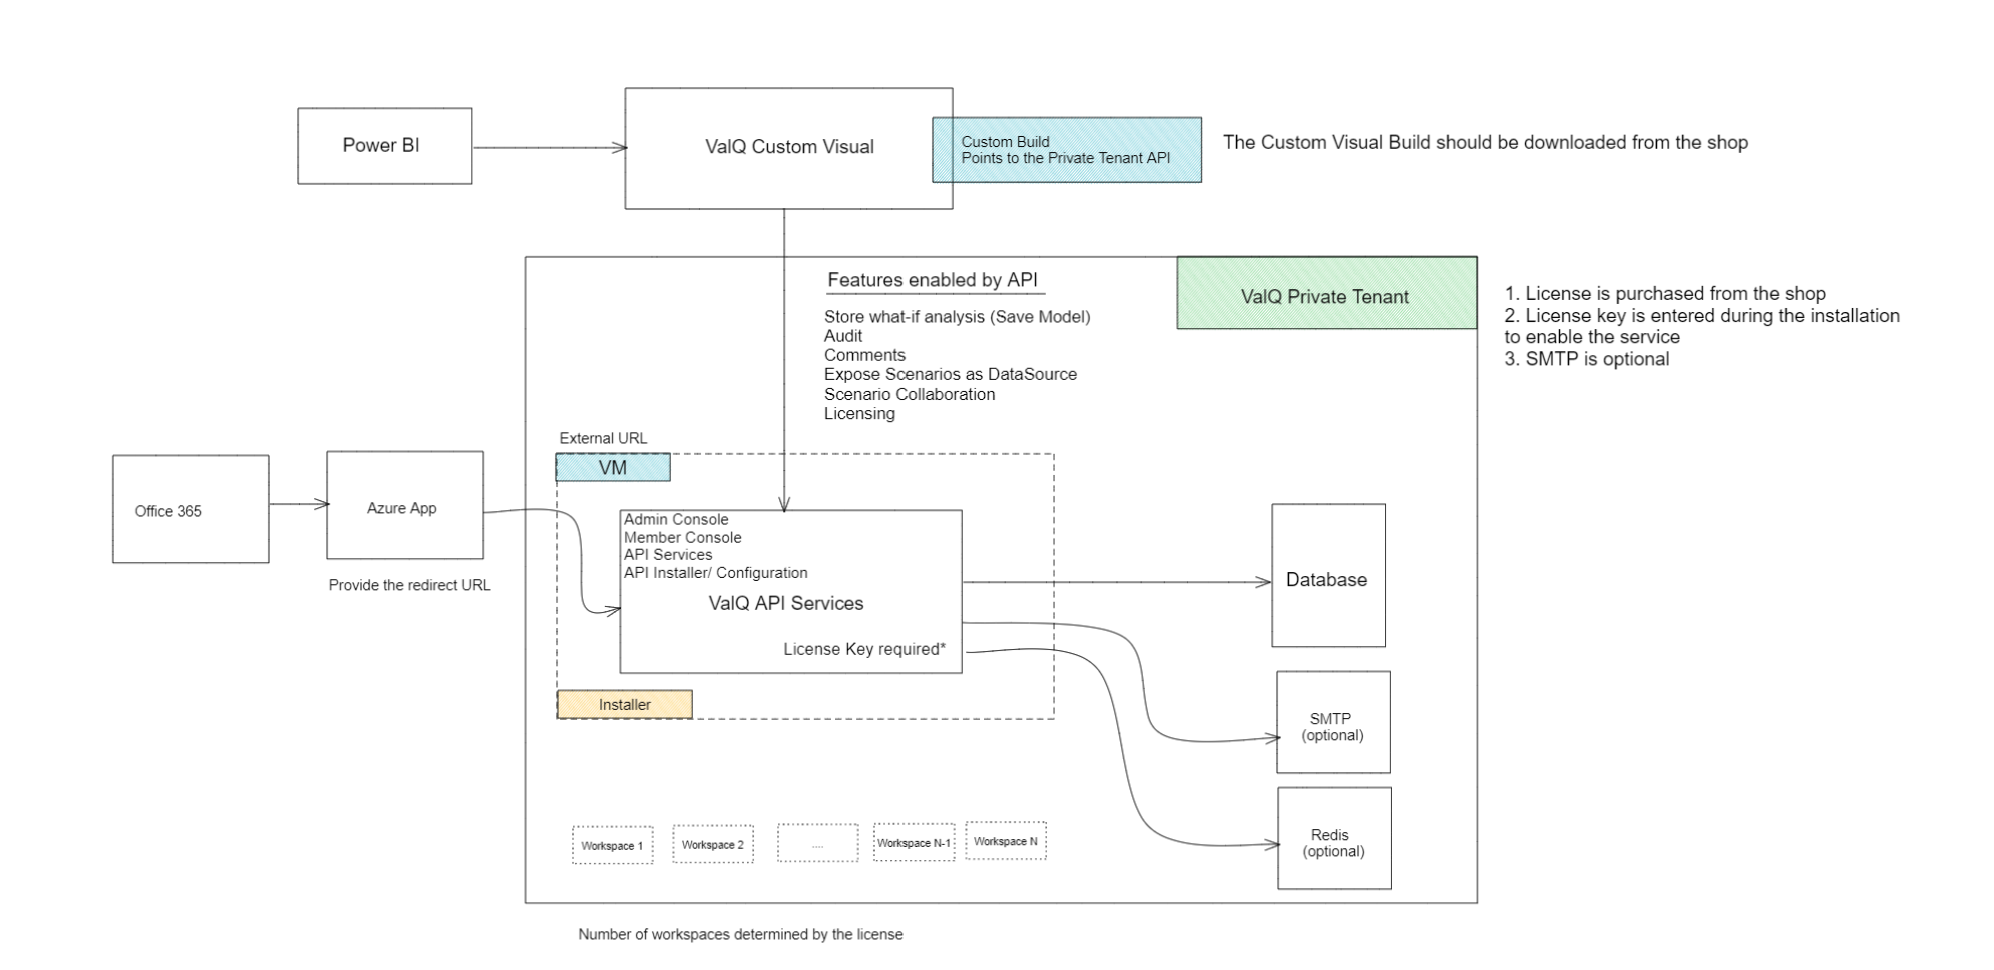 Power BI
ValQ Custom Visual
Custom Build
Points to the Private Tenant API
The Custom Visual Build should be downloaded from the shop
Features enabled by API
Store what-if analysis (Save Model)
Audit
Comments
Expose Scenarios as DataSource
Scenario Collaboration
Licensing
ValQ Private Tenant
1. License is purchased from the shop
2. License key is entered during the installation
to enable the service
3. SMTP is optional
External URL
VM
Office 365
Azure App
Provide the redirect URL
Admin Console
Member Console
API Services
API Installer/ Configuration
ValQ API Services
License Key required*
Installer
Database
SMTP
(optional)
Redis
(optional)
Workspace 1
Workspace 2
....
Workspace N-1
Workspace N
Number of workspaces determined by the license